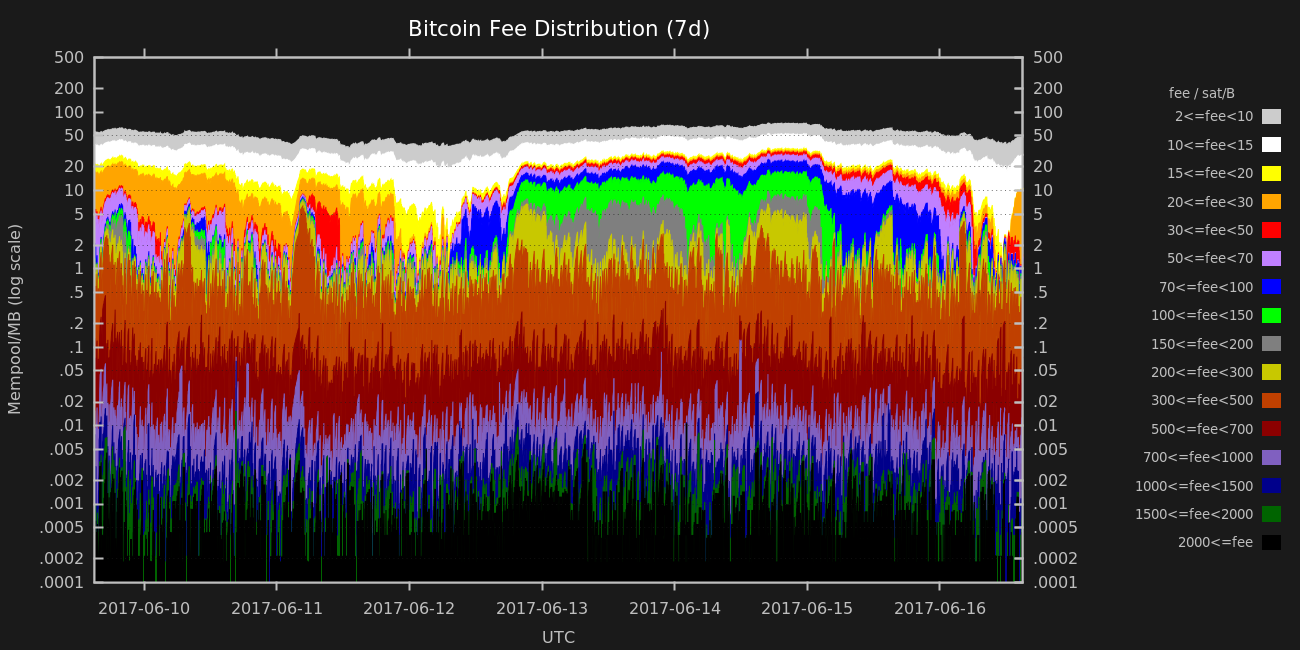 Bitcoin Fee Distribution (7d)
500
200
100
50
20
10
5
2
1
.5
.2
.1
.05
.02
.01
.005
.002
.001
.0005
.0002
.0001
Mempool/MB (log scale)
500
200
100
50
20
10
5
2
1
.5
.2
.1
.05
.02
.01
.005
.002
.001
.0005
.0002
.0001
2017-06-10 2017-06-11 2017-06-12 2017-06-13 2017-06-14 2017-06-15 2017-06-16
UTC
fee / sat/B
2<=fee<10
10<=fee<15
15<=fee<20
20<=fee<30
30<=fee<50
50<=fee<70
70<=fee<100
100<=fee<150
150<=fee<200
200<=fee<300
300<=fee<500
500<=fee<700
700<=fee<1000
1000<=fee<1500
1500<=fee<2000
2000<=fee